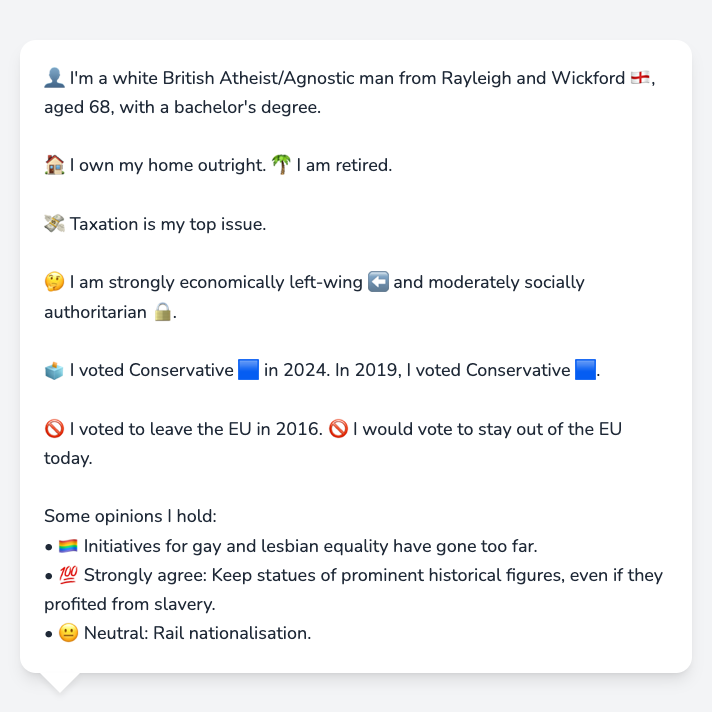 👤 I'm a white British Atheist/Agnostic man from Rayleigh and Wickford 🏴󠁧󠁢󠁥󠁮󠁧󠁿,
aged 68, with a bachelor's degree.
🏠 I own my home outright. 🌴 I am retired.
💸 Taxation is my top issue.
🤔 I am strongly economically left-wing ⬅️ and moderately socially
authoritarian 🔒.
🗳️ I voted Conservative 🟦 in 2024. In 2019, I voted Conservative 🟦.
🚫 I voted to leave the EU in 2016. 🚫 I would vote to stay out of the EU
today.
Some opinions I hold:
• 🏳️‍🌈 Initiatives for gay and lesbian equality have gone too far.
• 💯 Strongly agree: Keep statues of prominent historical figures, even if they
profited from slavery.
• 😐 Neutral: Rail nationalisation.